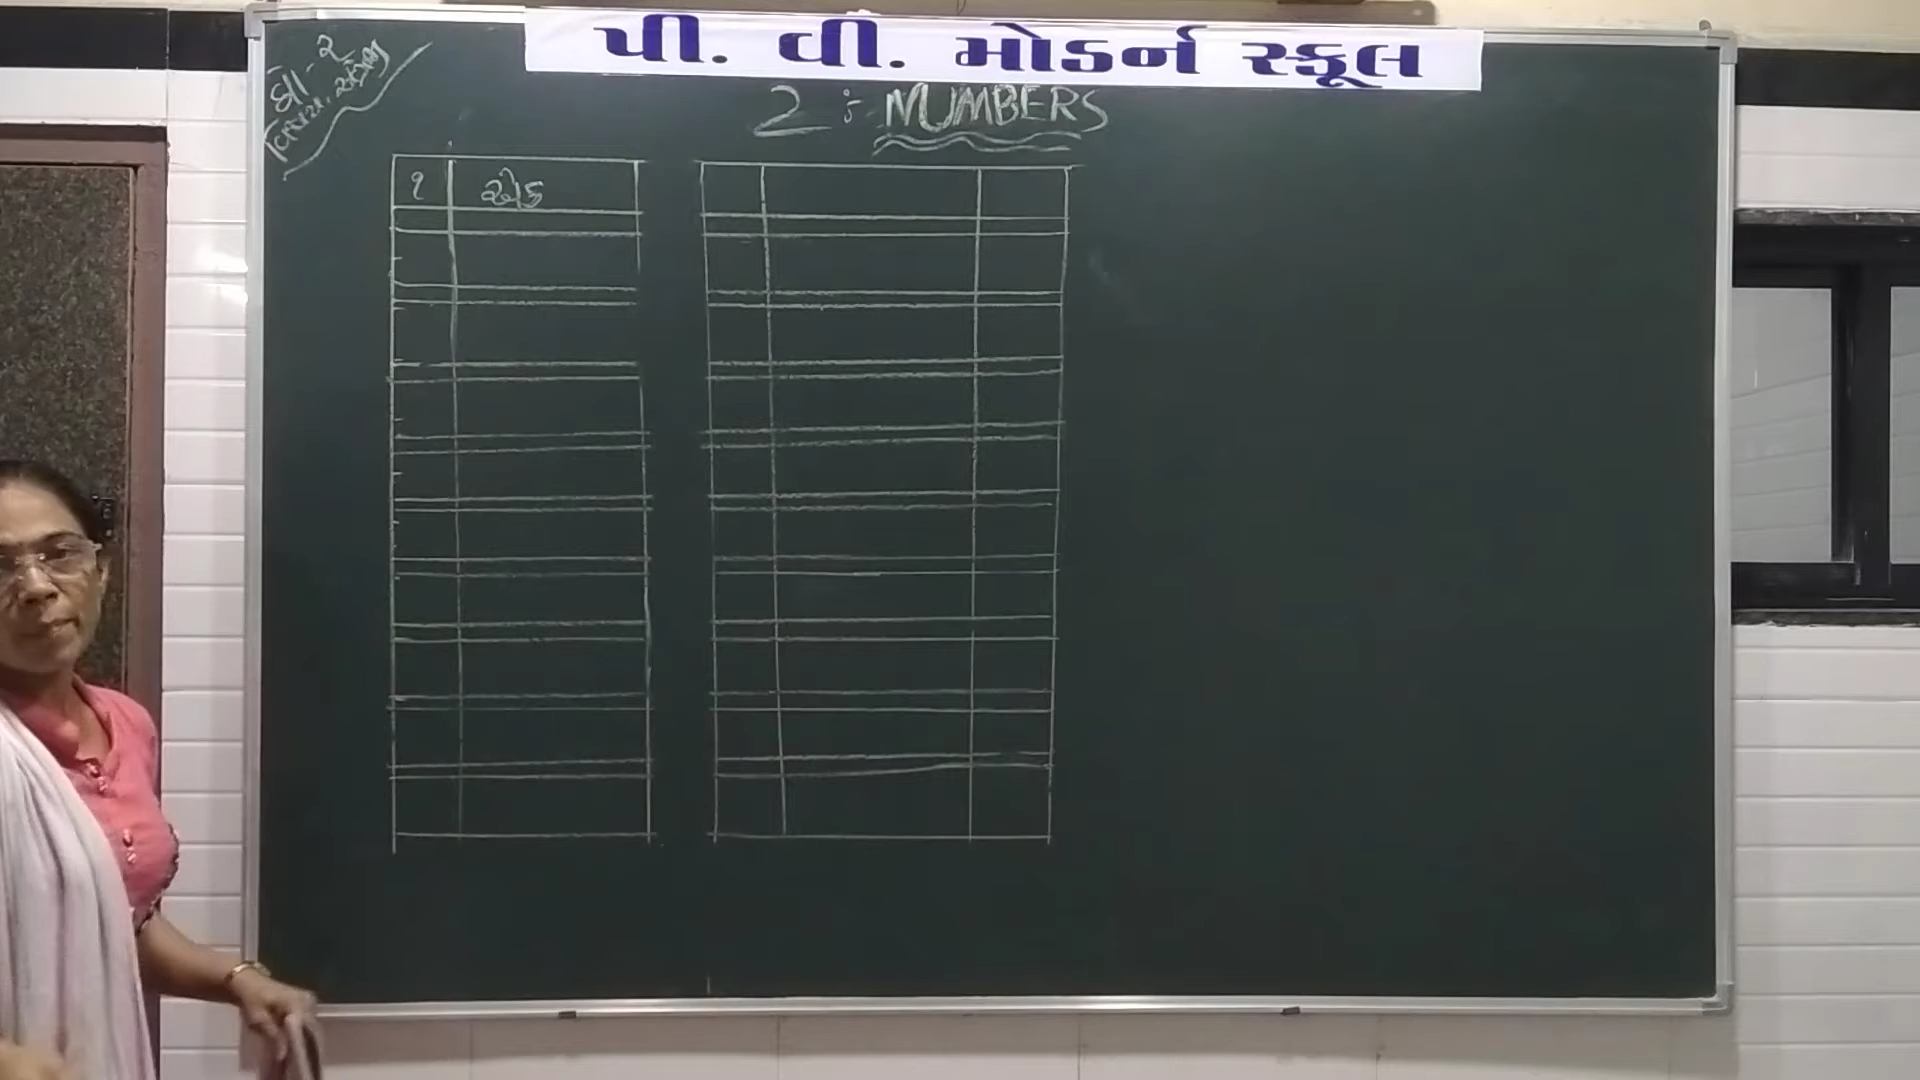 પી. વી. મોડર્ન સ્કૂલ
ધો - ૨
2 : NUMBERS
૧ એક